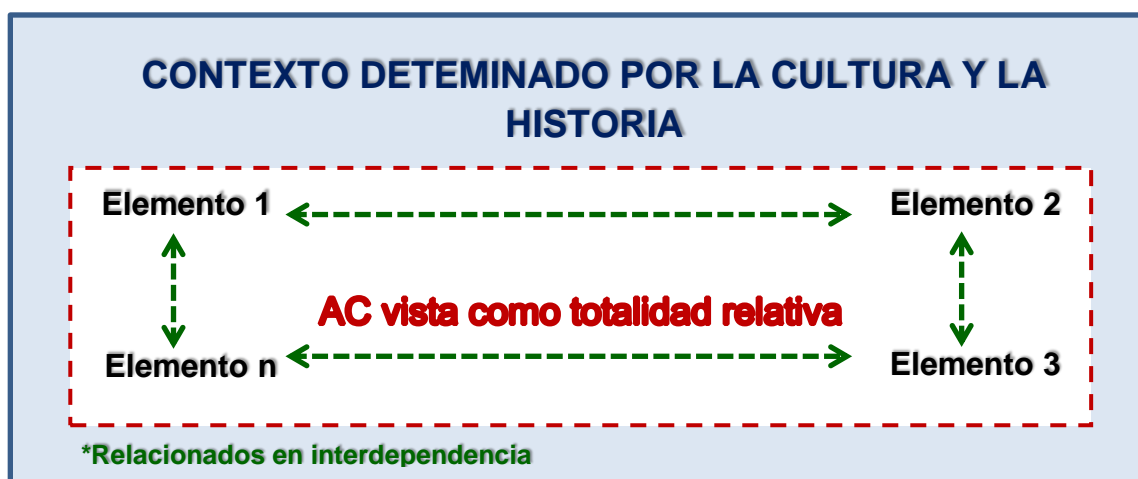 CONTEXTO DETEMINADO POR LA CULTURA Y LA
HISTORIA
Elemento 1
Elemento 2
AC vista como totalidad relativa
Elemento n
Elemento 3
*Relacionados en interdependencia